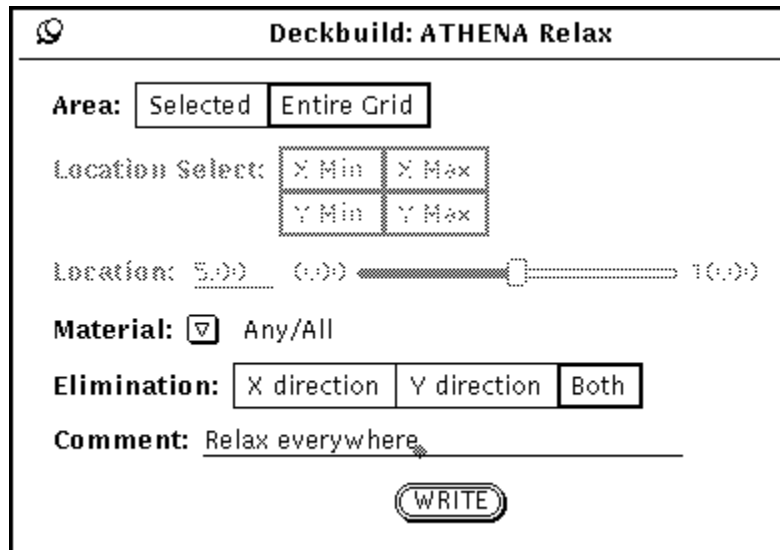 Deckbuild: ATHENA Relax
Area: Selected Entire Grid
Location Select: X Min X Max
Y Min Y Max
Location: 5.00 0.00 10.00
Material: Any/All
Elimination: X direction Y direction Both
Comment: Relax everywhere
WRITE